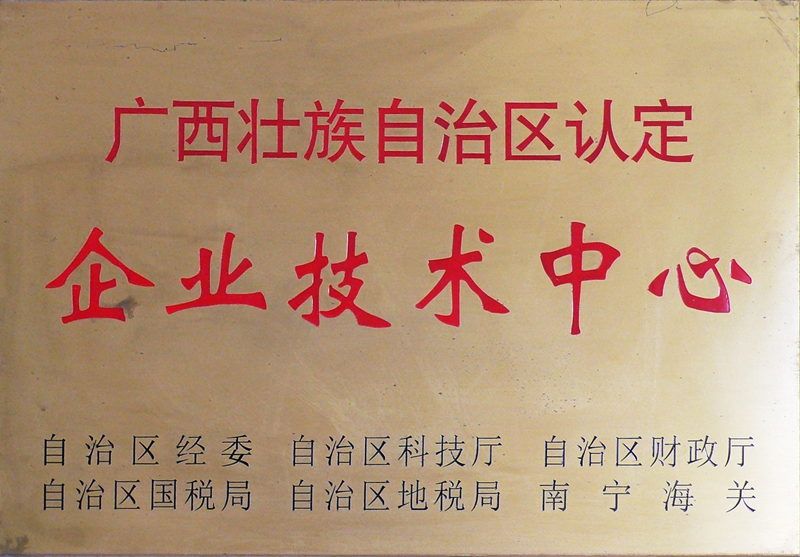 广西壮族自治区认定
企业技术中心
自治区经委 自治区科技厅 自治区财政厅
自治区国税局 自治区地税局 南宁海关